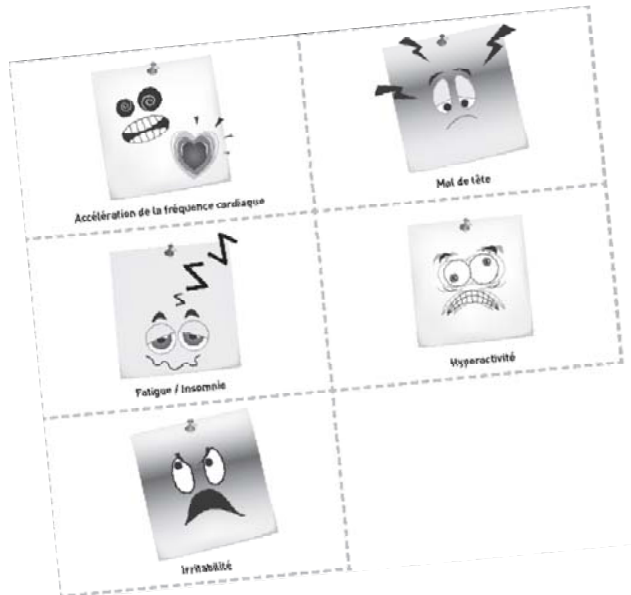 Accélération de la fréquence cardiaque
Mal de tête
Fatigue / Insomnie
Hyperactivité
Irritabilité